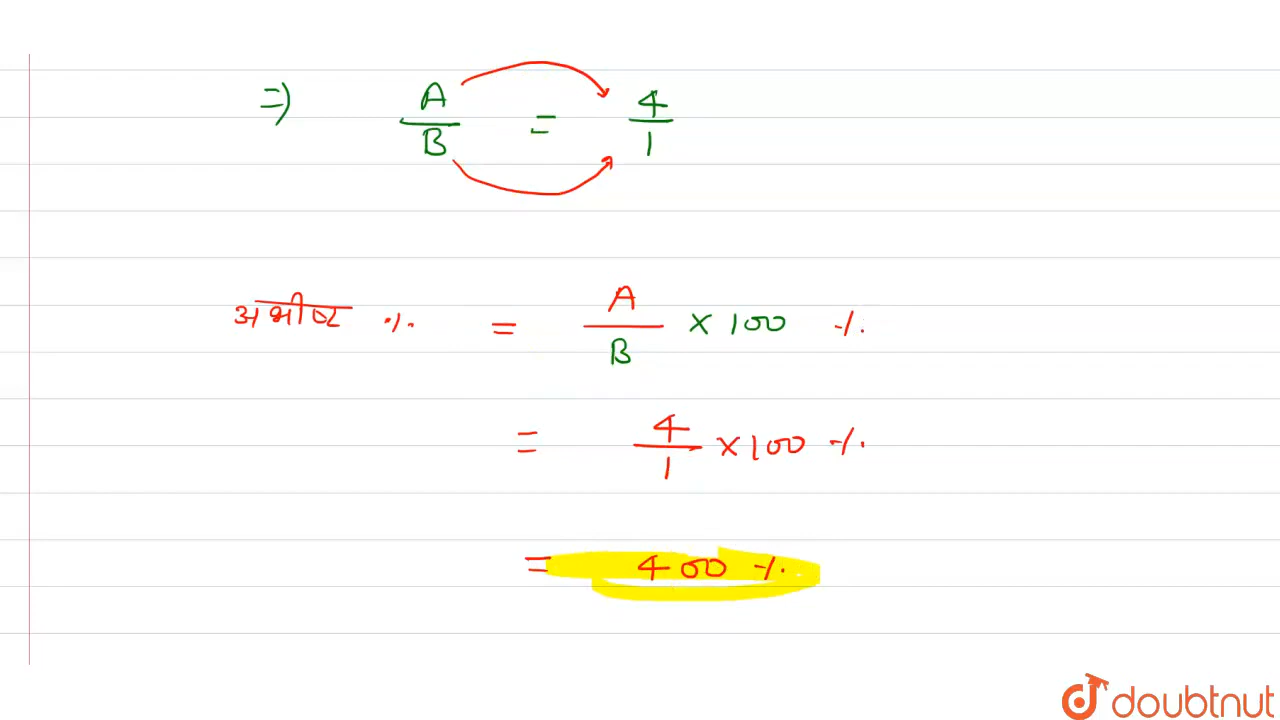 ⇒ A/B = 4/1
अभीष्ट % = A/B × 100 %
= 4/1 × 100 %
= 400 %
doubtnut